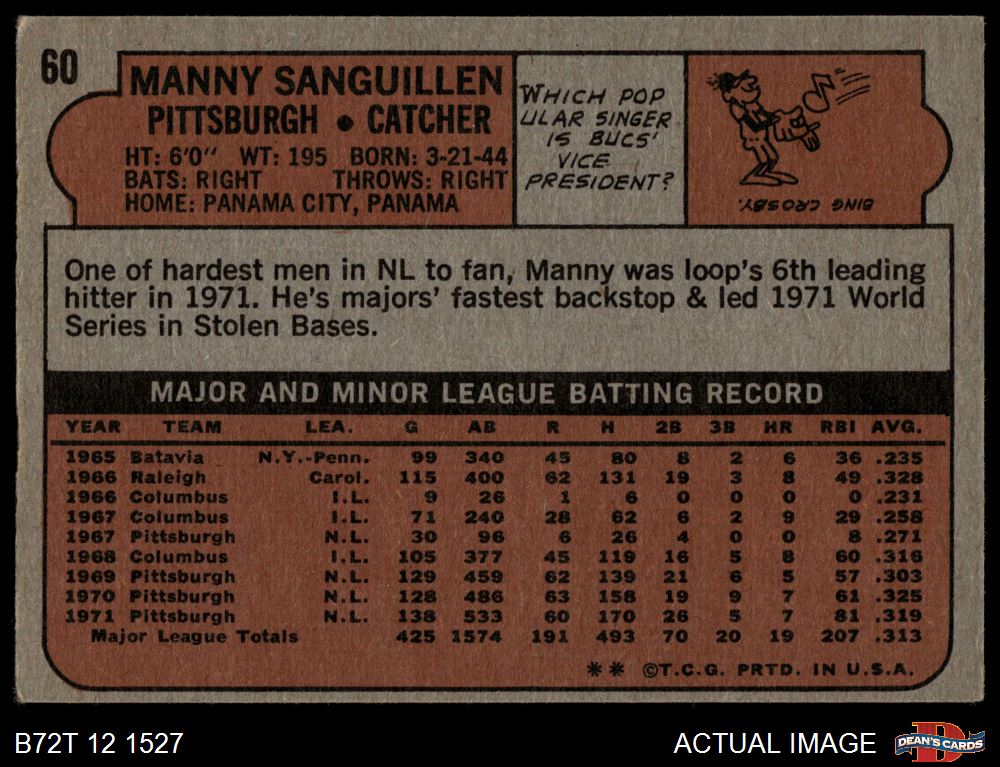 60
MANNY SANGUILLEN
PITTSBURGH • CATCHER
HT: 6'0" WT: 195 BORN: 3-21-44
BATS: RIGHT THROWS: RIGHT
HOME: PANAMA CITY, PANAMA
WHICH POP
ULAR SINGER
IS BUCS'
VICE
PRESIDENT?
BING CROSBY.
One of hardest men in NL to fan, Manny was loop's 6th leading
hitter in 1971. He's majors' fastest backstop & led 1971 World
Series in Stolen Bases.
MAJOR AND MINOR LEAGUE BATTING RECORD
YEAR TEAM LEA. G AB R H 2B 3B HR RBI AVG.
1965 Batavia N.Y.-Penn. 99 340 45 80 8 2 6 36 .235
1966 Raleigh Carol. 115 400 62 131 19 3 8 49 .328
1966 Columbus I.L. 9 26 1 6 0 0 0 0 .231
1967 Columbus I.L. 71 240 28 62 6 2 9 29 .258
1967 Pittsburgh N.L. 30 96 6 26 4 0 0 8 .271
1968 Columbus I.L. 105 377 45 119 16 5 8 60 .316
1969 Pittsburgh N.L. 129 459 62 139 21 6 5 57 .303
1970 Pittsburgh N.L. 128 486 63 158 19 9 7 61 .325
1971 Pittsburgh N.L. 138 533 60 170 26 5 7 81 .319
Major League Totals 425 1574 191 493 70 20 19 207 .313
** ©T.C.G. PRTD. IN U.S.A.
B72T 12 1527
ACTUAL IMAGE
D
DEAN'S CARDS